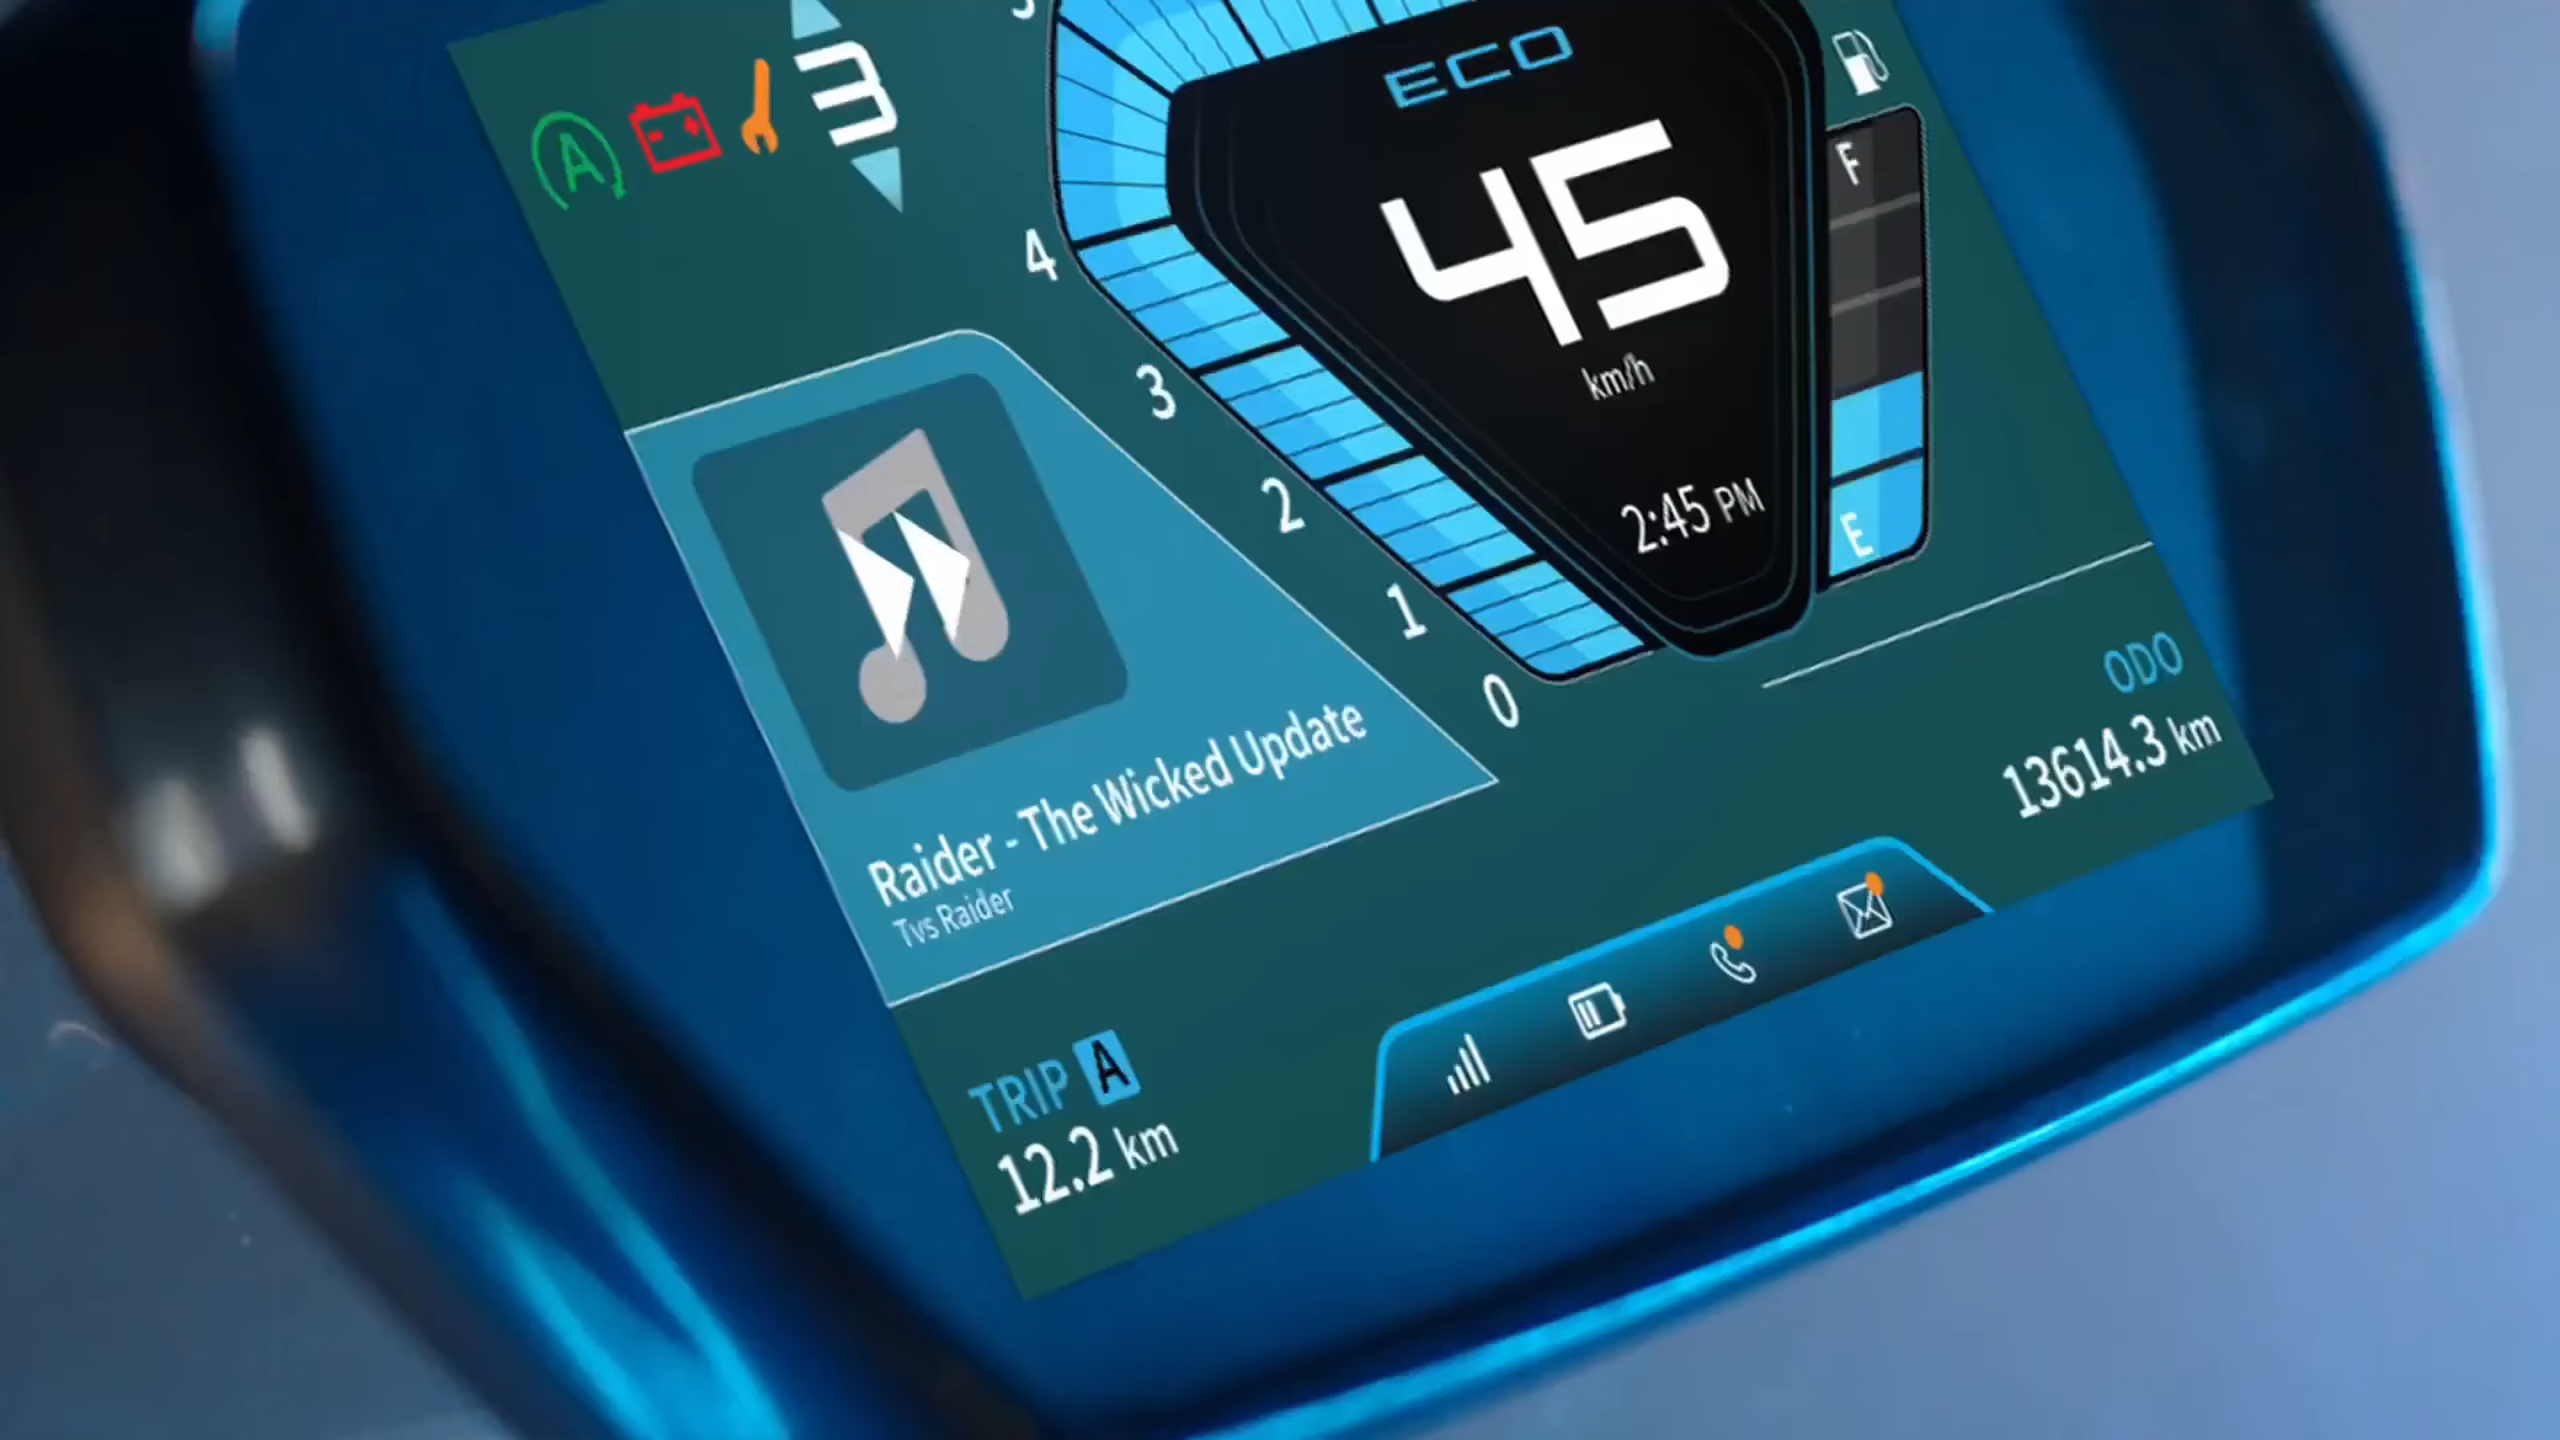 A
3
ECO
45
km/h
2:45 PM
F
E
4
3
2
1
0
Raider - The Wicked Update
Tvs Raider
ODO
13614.3 km
TRIP A
12.2 km